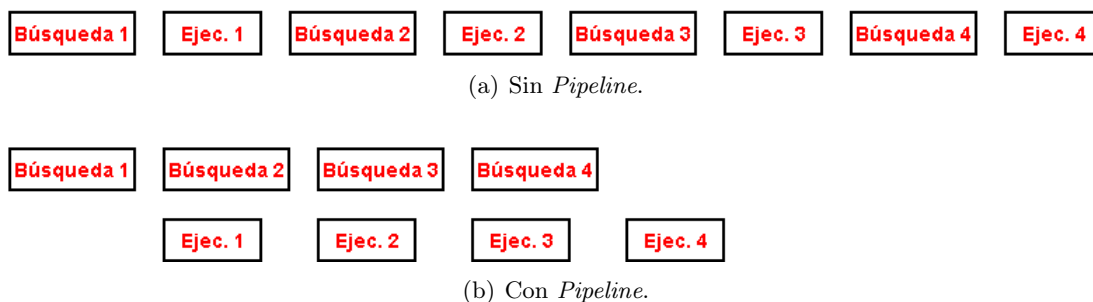 Búsqueda 1 Ejec. 1 Búsqueda 2 Ejec. 2 Búsqueda 3 Ejec. 3 Búsqueda 4 Ejec. 4
(a) Sin Pipeline.
Búsqueda 1 Búsqueda 2 Búsqueda 3 Búsqueda 4
Ejec. 1 Ejec. 2 Ejec. 3 Ejec. 4
(b) Con Pipeline.